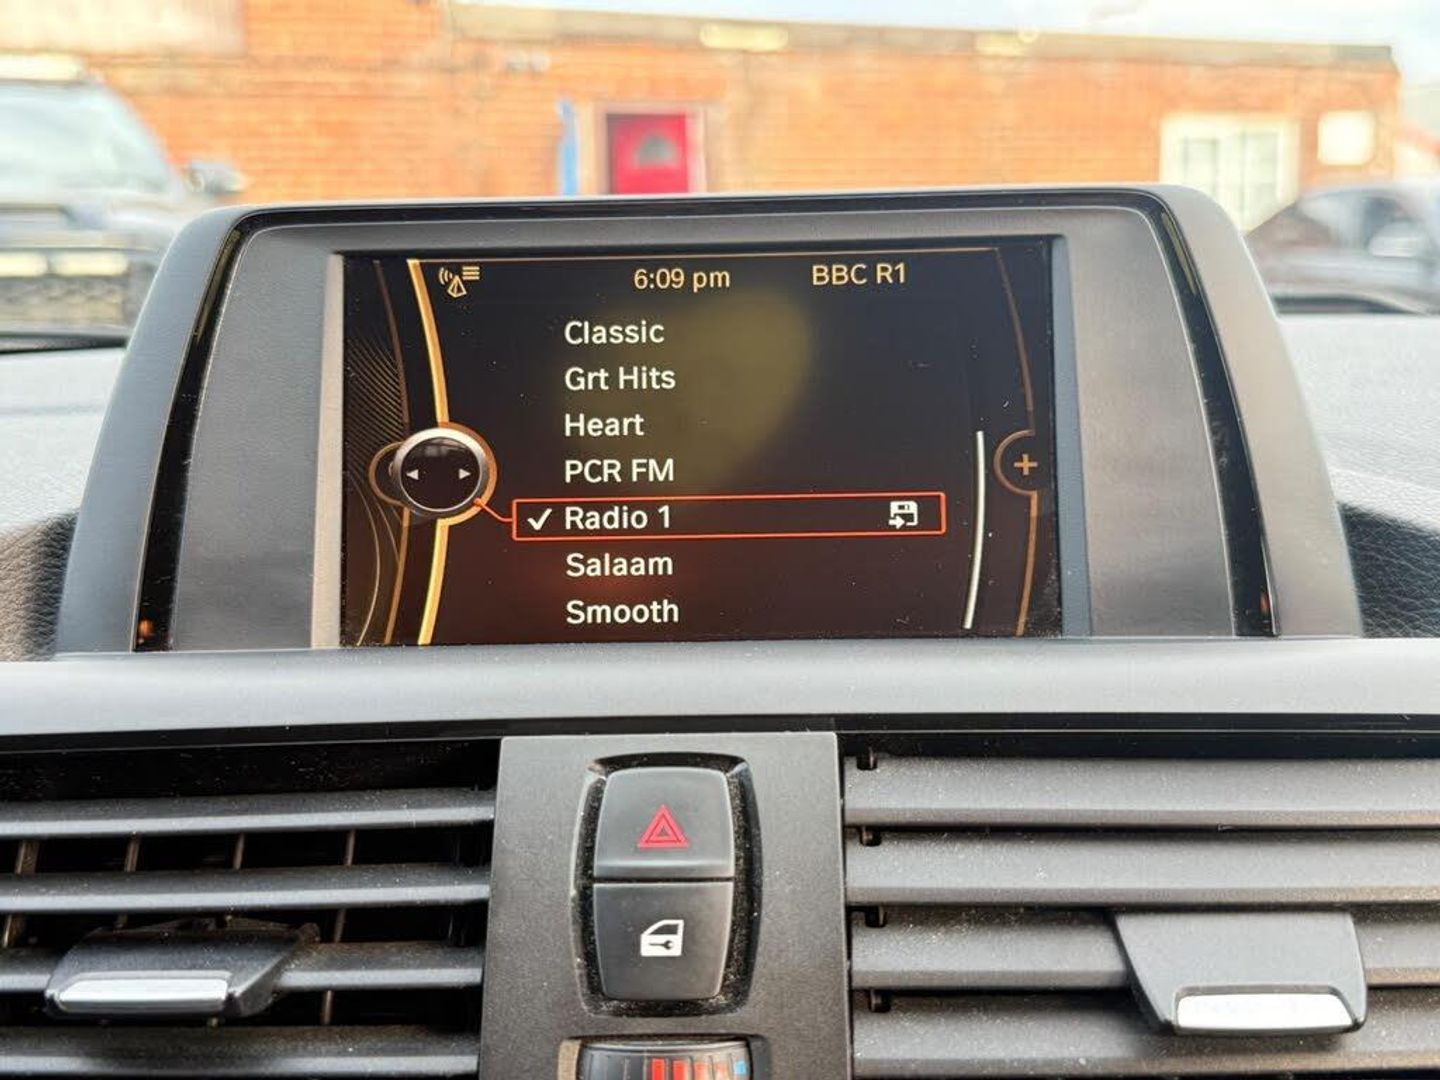 6:09 pm BBC R1
Classic
Grt Hits
Heart
PCR FM
Radio 1
Salaam
Smooth